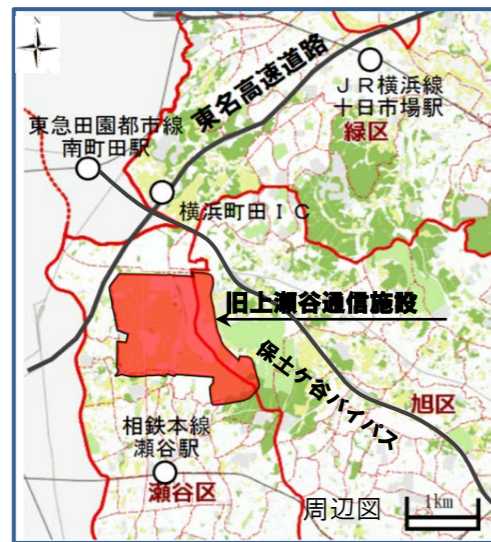 東名高速道路
ＪＲ横浜線
十日市場駅
緑区
東急田園都市線
南町田駅
横浜町田ＩＣ
旧上瀬谷通信施設
保土ケ谷バイパス
旭区
相鉄本線
瀬谷駅
瀬谷区
周辺図
1km